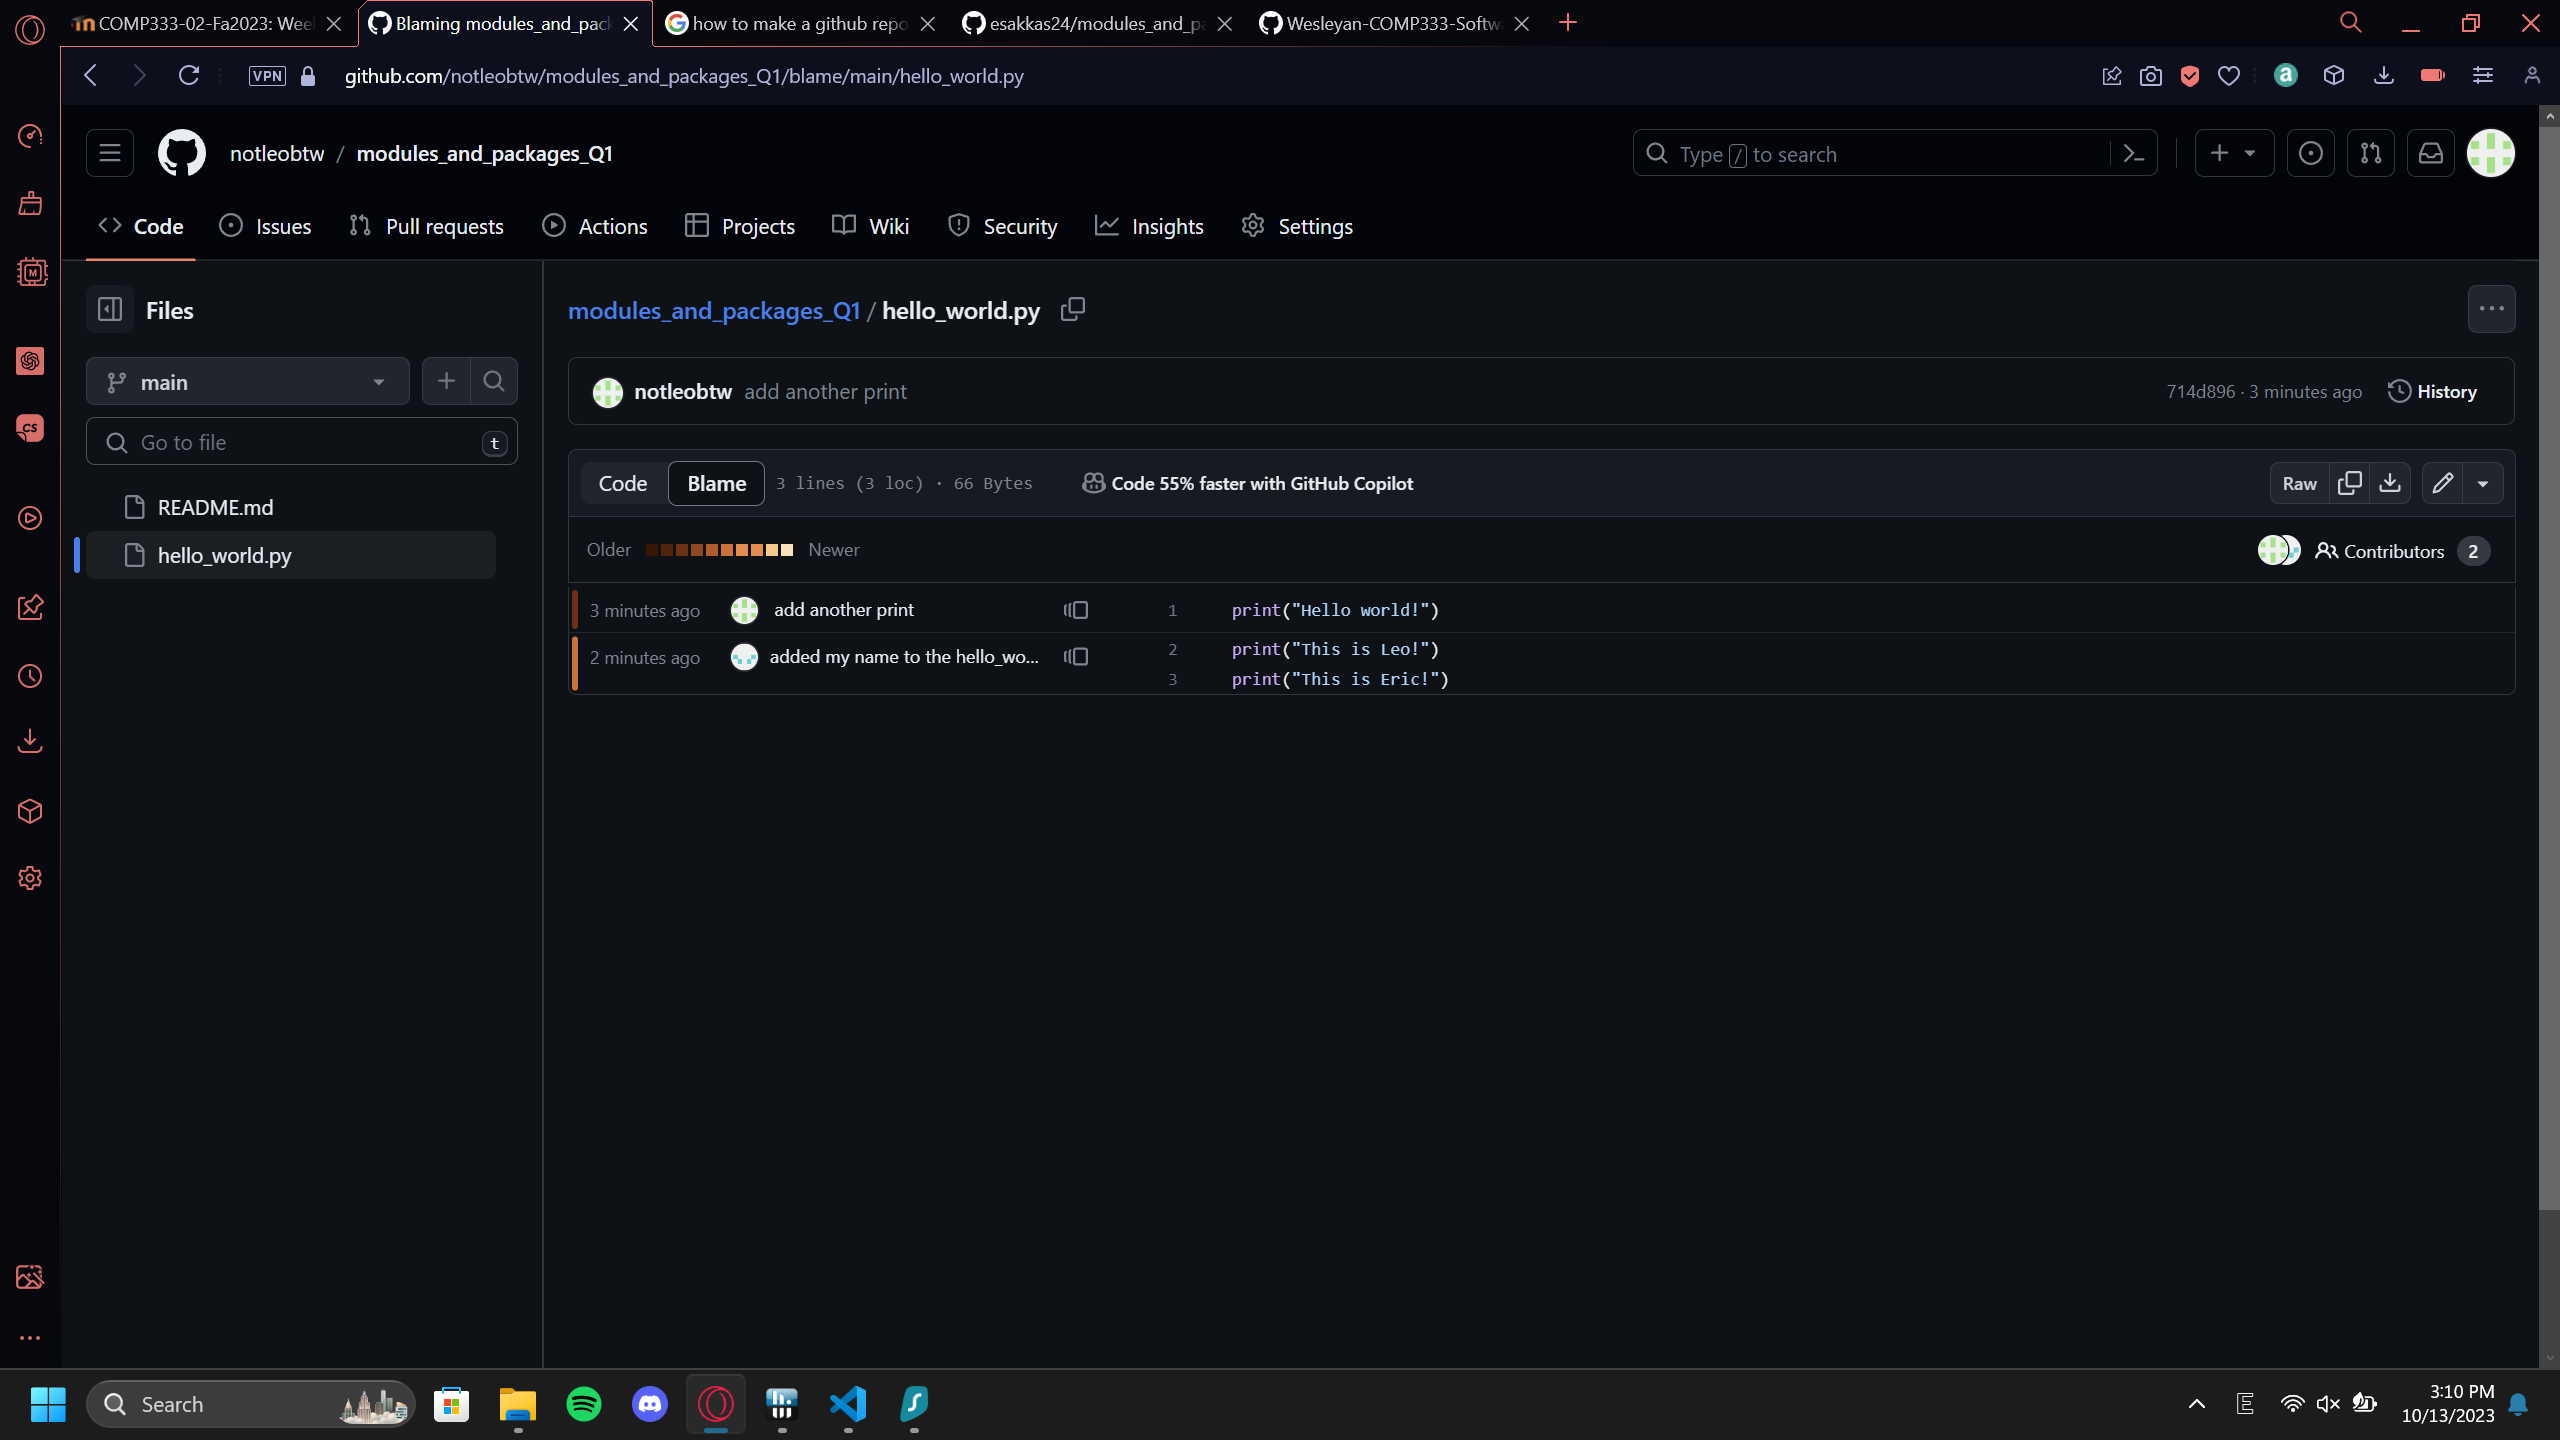 COMP333-02-Fa2023: Wee
Blaming modules_and_pack
how to make a github repo
esakkas24/modules_and_pa
Wesleyan-COMP333-Softw
VPN
github.com/notleobtw/modules_and_packages_Q1/blame/main/hello_world.py
notleobtw / modules_and_packages_Q1
Type / to search
Code
Issues
Pull requests
Actions
Projects
Wiki
Security
Insights
Settings
Files
modules_and_packages_Q1 / hello_world.py
main
notleobtw add another print
714d896 · 3 minutes ago
History
Go to file
t
Code
Blame
3 lines (3 loc) · 66 Bytes
Code 55% faster with GitHub Copilot
Raw
README.md
hello_world.py
Older
Newer
Contributors 2
3 minutes ago add another print 1 print("Hello world!")
2 minutes ago added my name to the hello_wo... 2 print("This is Leo!")
3 print("This is Eric!")
M
CS
a
Search
E
3:10 PM
10/13/2023